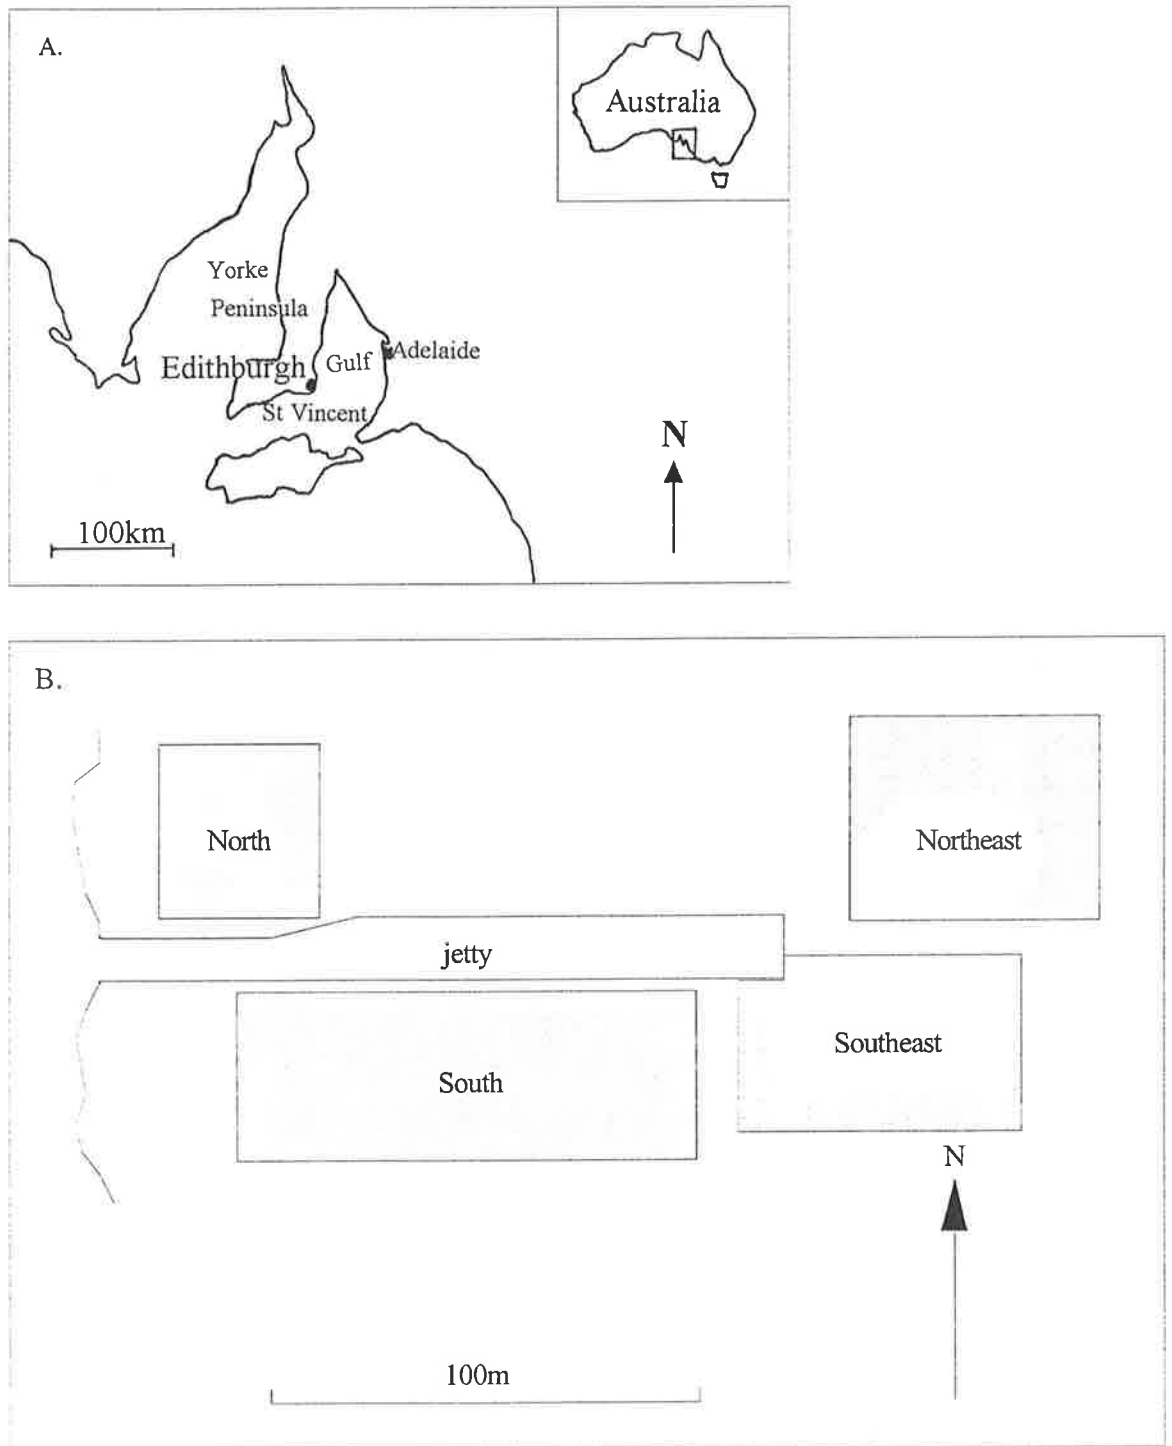 A.
Australia
Yorke
Peninsula
Edithburgh
Gulf
Adelaide
St Vincent
N
100km
B.
North
Northeast
jetty
Southeast
South
N
100m